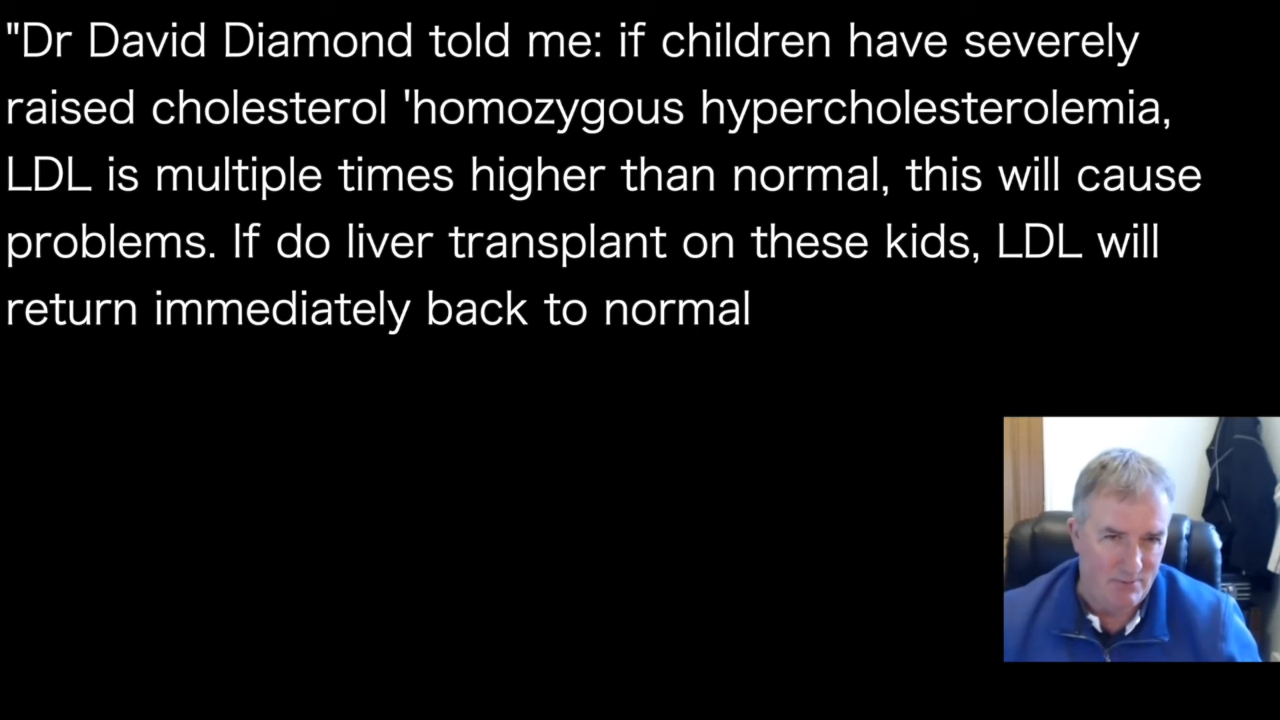 "Dr David Diamond told me: if children have severely
raised cholesterol 'homozygous hypercholesterolemia,
LDL is multiple times higher than normal, this will cause
problems. If do liver transplant on these kids, LDL will
return immediately back to normal